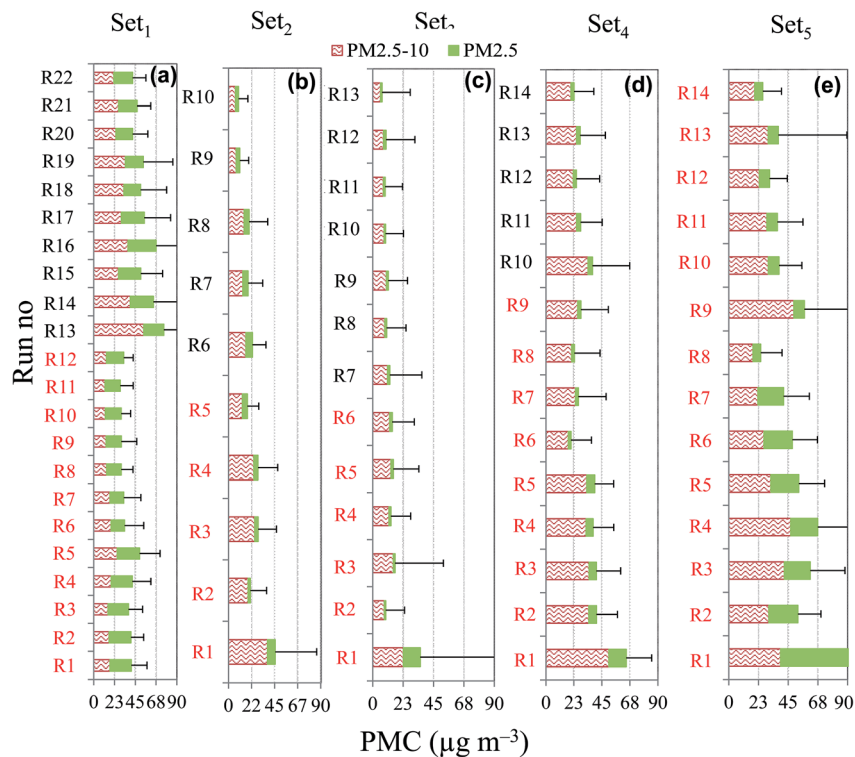 Set1 Set2 Set4 Set5
PM2.5-10 PM2.5
(a) (b) (c) (d) (e)
Run no
R22
R21
R20
R19
R18
R17
R16
R15
R14
R13
R12
R11
R10
R9
R8
R7
R6
R5
R4
R3
R2
R1
0 23 45 68 90
R10
R9
R8
R7
R6
R5
R4
R3
R2
R1
0 22 45 67 90
R13
R12
R11
R10
R9
R8
R7
R6
R5
R4
R3
R2
R1
0 23 45 68 90
R14
R13
R12
R11
R10
R9
R8
R7
R6
R5
R4
R3
R2
R1
0 23 45 68 90
R14
R13
R12
R11
R10
R9
R8
R7
R6
R5
R4
R3
R2
R1
0 23 45 68 90
PMC (µg m–3)